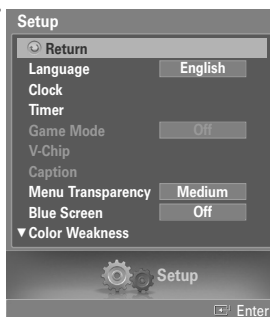 Setup
Return
Language English
Clock
Timer
Game Mode Off
V-Chip
Caption
Menu Transparency Medium
Blue Screen Off
▼ Color Weakness
Setup
Enter